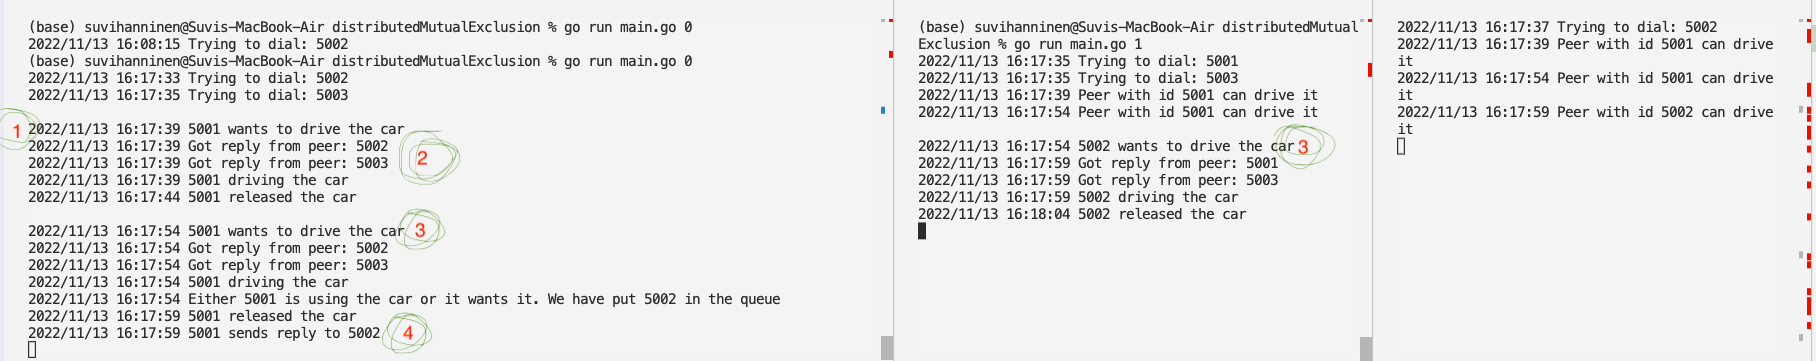 (base) suvihanninen@Suvis-MacBook-Air distributedMutualExclusion % go run main.go 0
2022/11/13 16:08:15 Trying to dial: 5002
(base) suvihanninen@Suvis-MacBook-Air distributedMutualExclusion % go run main.go 0
2022/11/13 16:17:33 Trying to dial: 5002
2022/11/13 16:17:35 Trying to dial: 5003
1 2022/11/13 16:17:39 5001 wants to drive the car
2022/11/13 16:17:39 Got reply from peer: 5002
2
2022/11/13 16:17:39 Got reply from peer: 5003
2022/11/13 16:17:39 5001 driving the car
2022/11/13 16:17:44 5001 released the car
2022/11/13 16:17:54 5001 wants to drive the car 3
2022/11/13 16:17:54 Got reply from peer: 5002
2022/11/13 16:17:54 Got reply from peer: 5003
2022/11/13 16:17:54 5001 driving the car
2022/11/13 16:17:54 Either 5001 is using the car or it wants it. We have put 5002 in the queue
2022/11/13 16:17:59 5001 released the car
2022/11/13 16:17:59 5001 sends reply to 5002 4
(base) suvihanninen@Suvis-MacBook-Air distributedMutual
Exclusion % go run main.go 1
2022/11/13 16:17:35 Trying to dial: 5001
2022/11/13 16:17:35 Trying to dial: 5003
2022/11/13 16:17:39 Peer with id 5001 can drive it
2022/11/13 16:17:54 Peer with id 5001 can drive it
2022/11/13 16:17:54 5002 wants to drive the car 3
2022/11/13 16:17:59 Got reply from peer: 5001
2022/11/13 16:17:59 Got reply from peer: 5003
2022/11/13 16:17:59 5002 driving the car
2022/11/13 16:18:04 5002 released the car
2022/11/13 16:17:37 Trying to dial: 5002
2022/11/13 16:17:39 Peer with id 5001 can drive
it
2022/11/13 16:17:54 Peer with id 5001 can drive
it
2022/11/13 16:17:59 Peer with id 5002 can drive
it